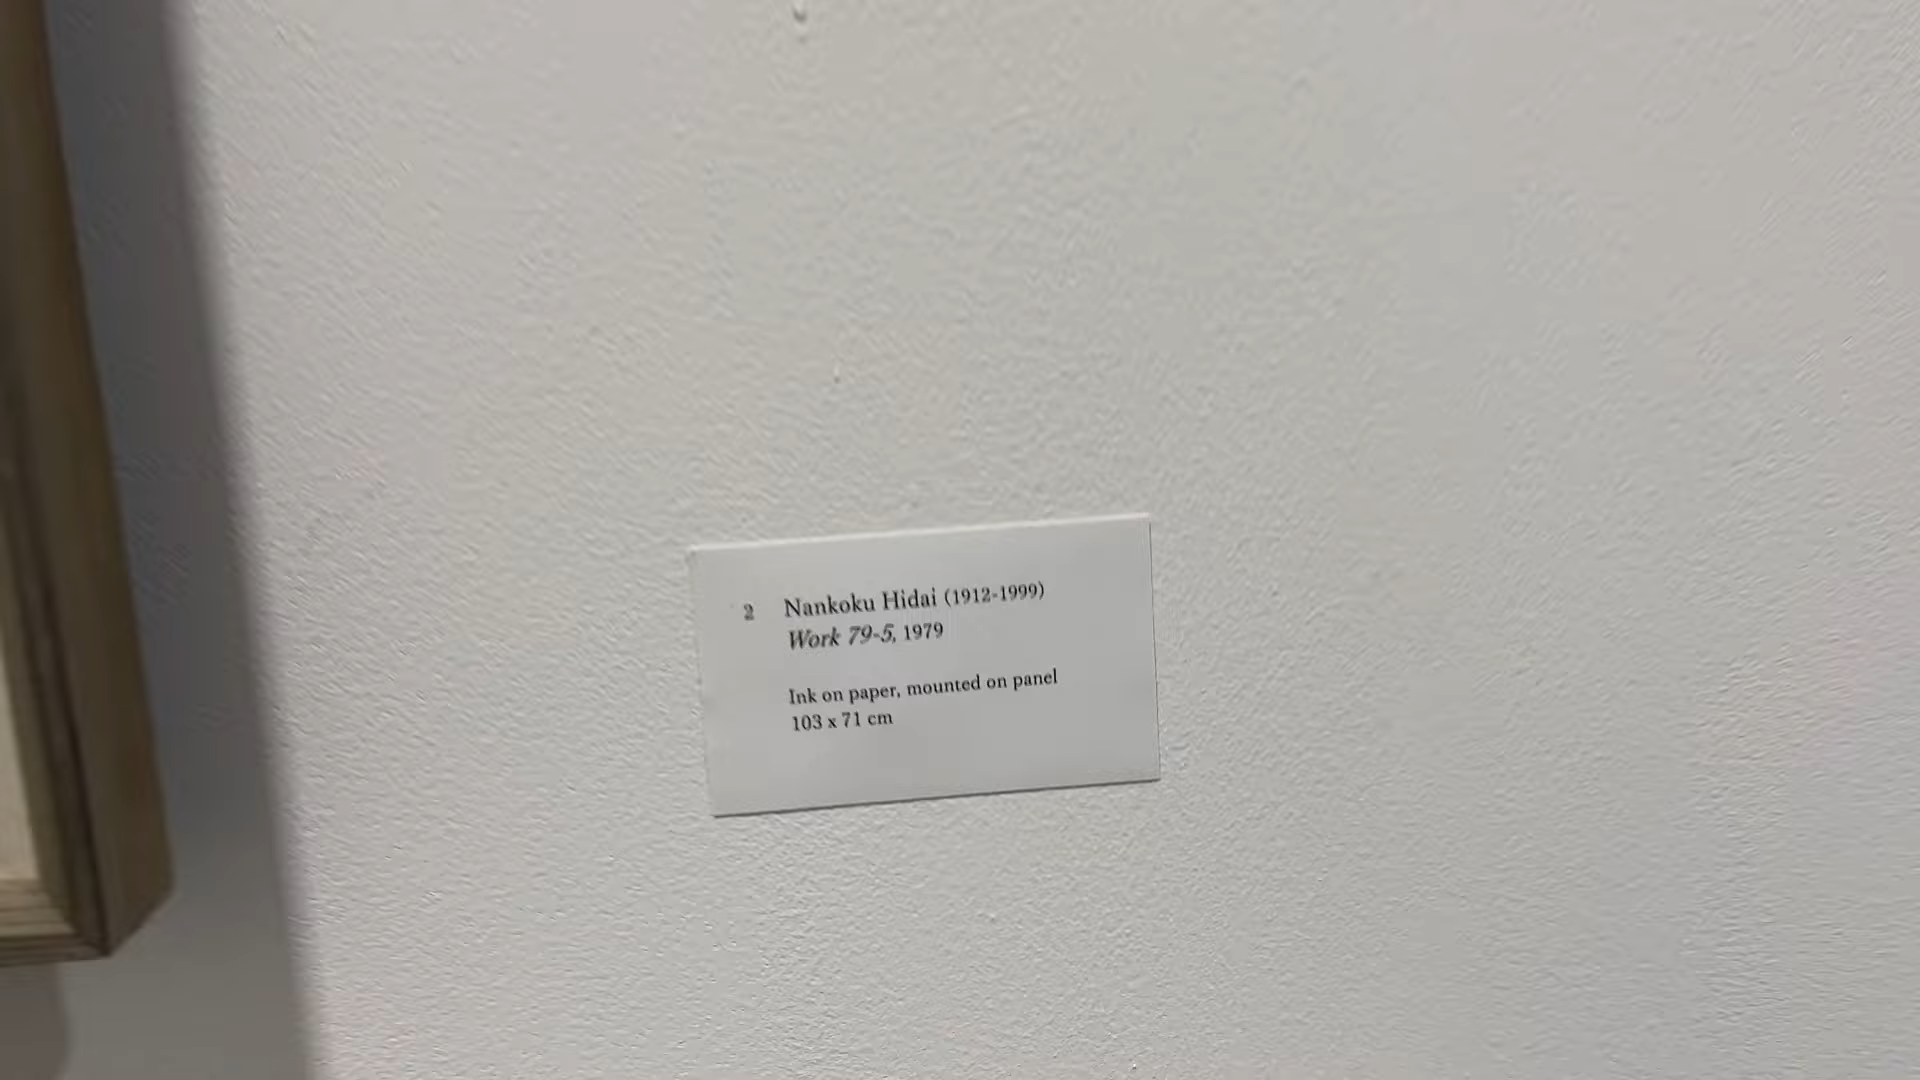 2 Nankoku Hidai (1912-1999)
Work 79-5, 1979
Ink on paper, mounted on panel
103 x 71 cm